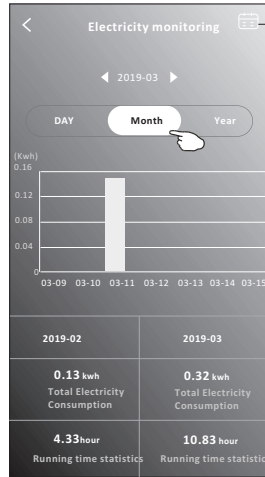 Electricity monitoring
2019-03
DAY Month Year
(Kwh)
0.16
0.12
0.08
0.04
0
03-09 03-10 03-11 03-12 03-13 03-14 03-15
2019-02 2019-03
0.13 kwh 0.32 kwh
Total Electricity Total Electricity
Consumption Consumption
4.33hour 10.83 hour
Running time statistics Running time statistic